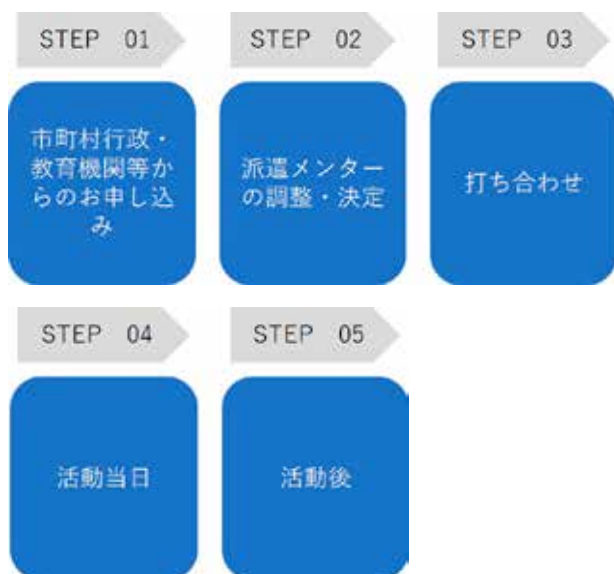 STEP 01
市町村行政・
教育機関等か
らのお申し込
み
STEP 02
派遣メンター
の調整・決定
STEP 03
打ち合わせ
STEP 04
活動当日
STEP 05
活動後